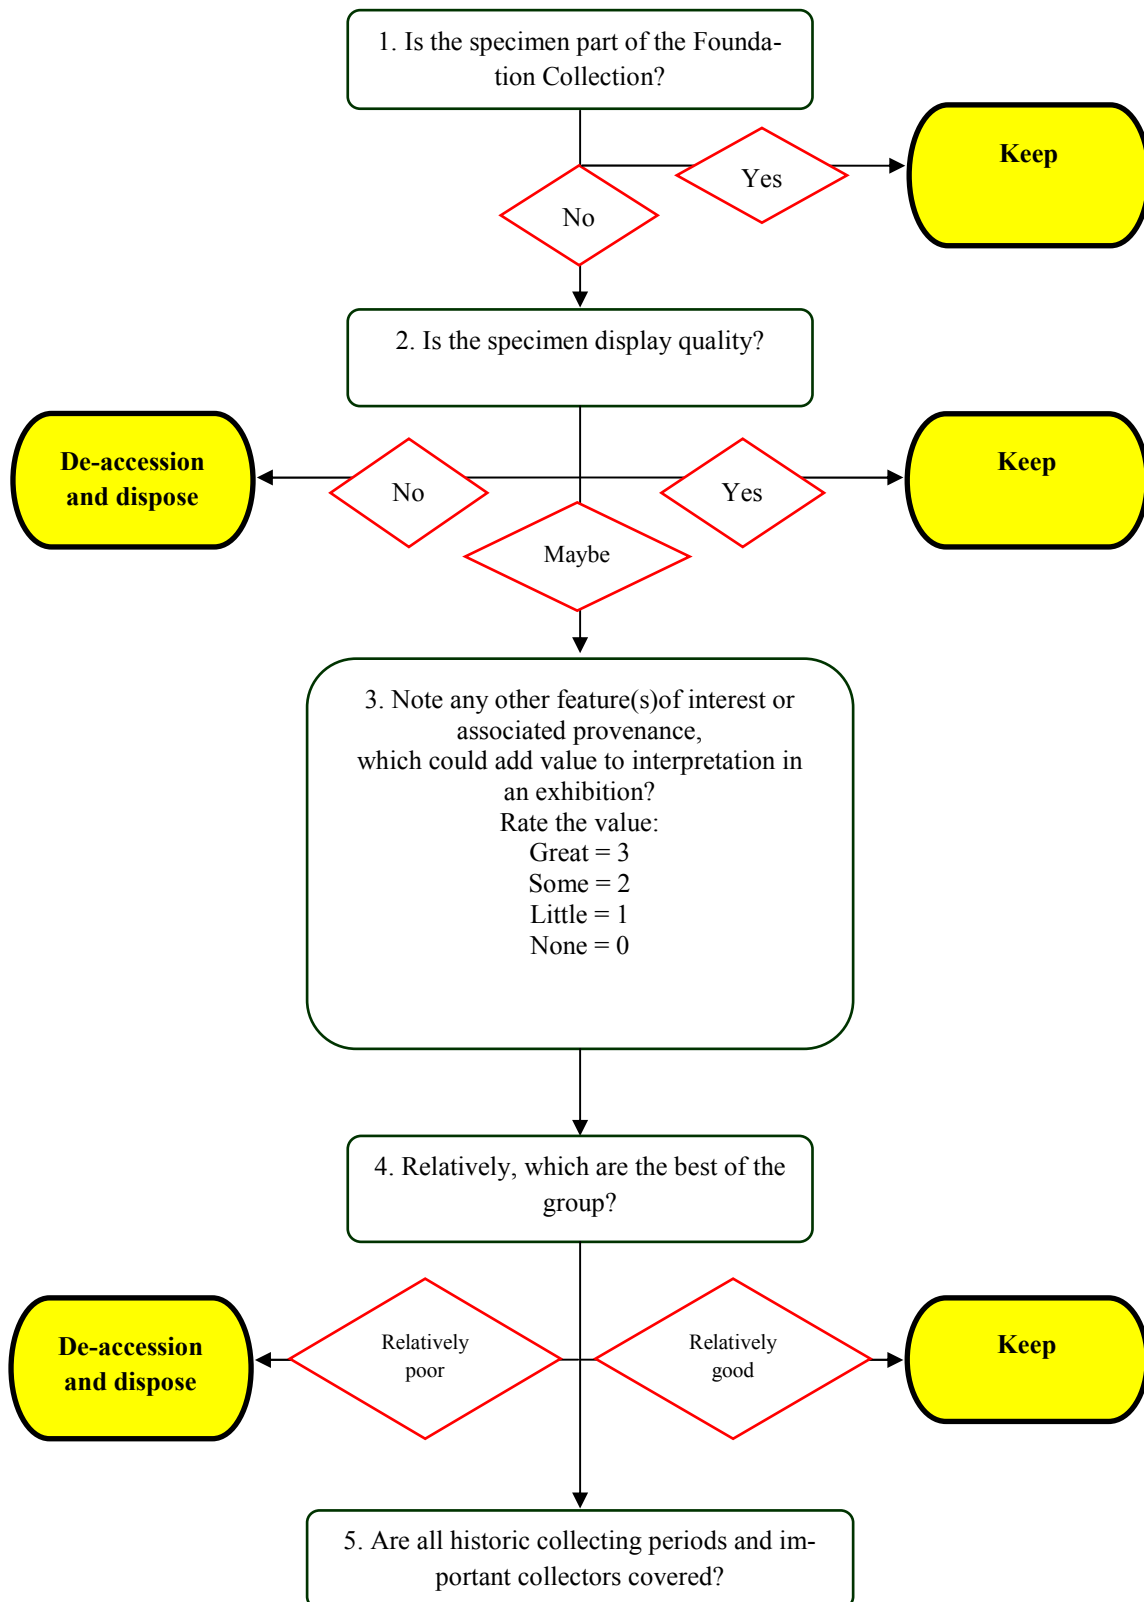 1. Is the specimen part of the Founda-
tion Collection?
Yes
Keep
No
2. Is the specimen display quality?
De-accession
and dispose
No
Yes
Keep
Maybe
3. Note any other feature(s)of interest or
associated provenance,
which could add value to interpretation in
an exhibition?
Rate the value:
Great = 3
Some = 2
Little = 1
None = 0
4. Relatively, which are the best of the
group?
De-accession
and dispose
Relatively
poor
Relatively
good
Keep
5. Are all historic collecting periods and im-
portant collectors covered?